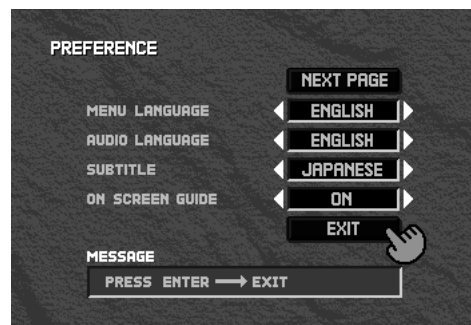 PREFERENCE
NEXT PAGE
MENU LANGUAGE ENGLISH
AUDIO LANGUAGE ENGLISH
SUBTITLE JAPANESE
ON SCREEN GUIDE ON
EXIT
MESSAGE
PRESS ENTER → EXIT